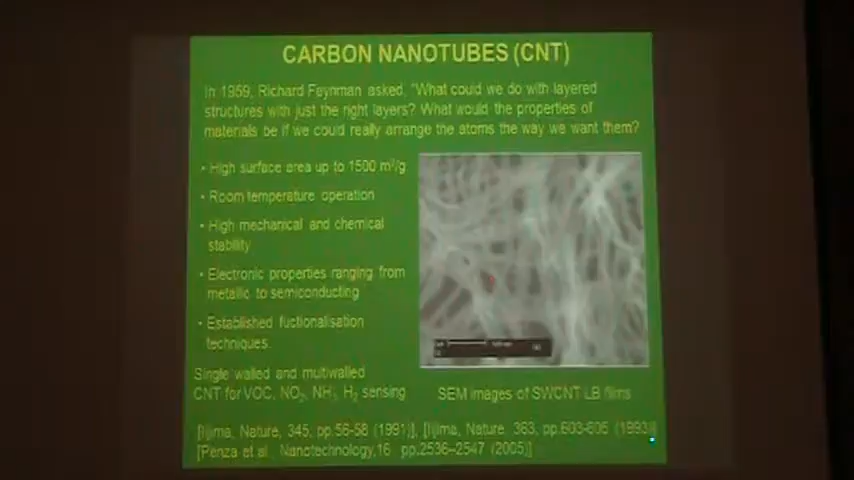 CARBON NANOTUBES (CNT)
In 1959, Richard Feynman asked, "What could we do with layered
structures with just the right layers? What would the properties of
materials be if we could really arrange the atoms the way we want them?
• High surface area up to 1500 m²/g
• Room temperature operation
• High mechanical and chemical
stability
• Electronic properties ranging from
metallic to semiconducting
• Established fuctionalisation
techniques
Single walled and multiwalled
CNT for VOC, NO₂, NH₃, H₂ sensing
SEM images of SWCNT LB films
[Iijima, Nature, 345, pp.56-58 (1991)], [Iijima, Nature, 363, pp.603-605 (1993)]
[Penza et al. Nanotechnology,16 pp.2536–2547 (2005)]